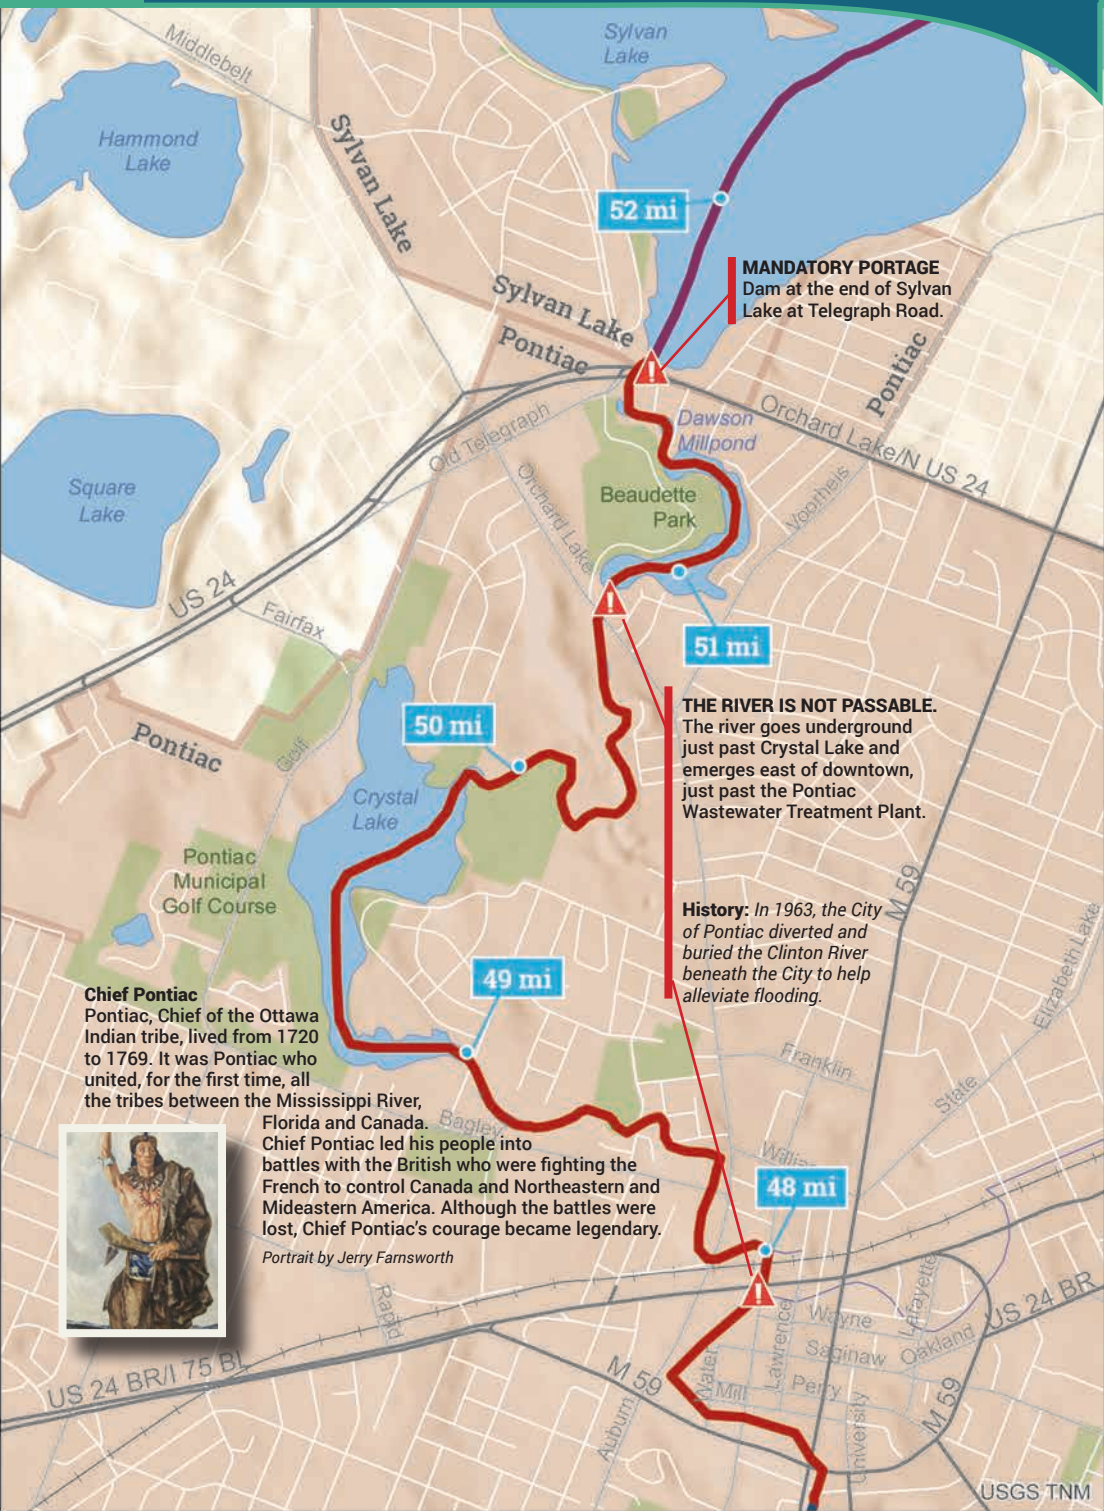 Sylvan
Lake
Middlebelt
Hammond
Lake
Sylvan Lake
52 mi
MANDATORY PORTAGE
Dam at the end of Sylvan
Lake at Telegraph Road.
Sylvan Lake
Pontiac
Pontiac
Orchard Lake/N US 24
Dawson
Millpond
Old Telegraph
Orchard Lake
Voorheis
Beaudette
Park
Square
Lake
US 24
Fairfax
51 mi
50 mi
THE RIVER IS NOT PASSABLE.
The river goes underground
just past Crystal Lake and
emerges east of downtown,
just past the Pontiac
Wastewater Treatment Plant.
Pontiac
Golf
Crystal
Lake
Pontiac
Municipal
Golf Course
M 59
History: In 1963, the City
of Pontiac diverted and
buried the Clinton River
beneath the City to help
alleviate flooding.
Elizabeth Lake
49 mi
Chief Pontiac
Pontiac, Chief of the Ottawa
Indian tribe, lived from 1720
to 1769. It was Pontiac who
united, for the first time, all
the tribes between the Mississippi River,
Florida and Canada.
Chief Pontiac led his people into
battles with the British who were fighting the
French to control Canada and Northeastern and
Mideastern America. Although the battles were
lost, Chief Pontiac's courage became legendary.
Portrait by Jerry Farnsworth
Bagley
Franklin
State
48 mi
Rapid
Wayne
Lafayette
US 24 BR
Saginaw
Oakland
Lawrence
Water
Mill
Perry
US 24 BR/I 75 BL
M 59
M 59
Auburn
University
USGS TNM